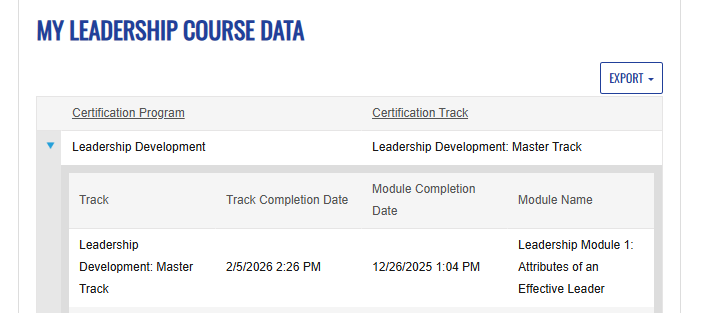 MY LEADERSHIP COURSE DATA
EXPORT
Certification Program Certification Track
Leadership Development Leadership Development: Master Track
Track Track Completion Date Module Completion Date Module Name
Leadership Development: Master Track 2/5/2026 2:26 PM 12/26/2025 1:04 PM Leadership Module 1: Attributes of an Effective Leader